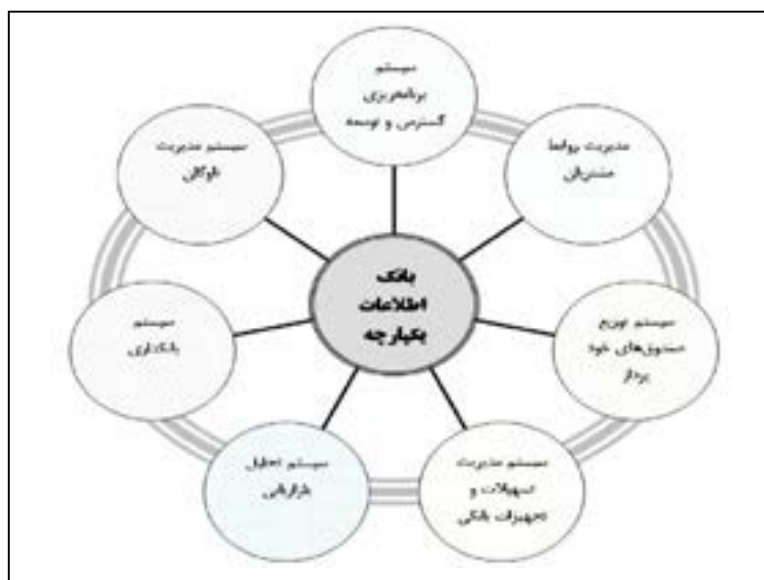 سیستم
برنامه‌ریزی
گسترش و توسعه
مدیریت روابط
مشتریان
سیستم مدیریت
ناوگان
بانک
اطلاعات
یکپارچه
سیستم
بانکداری
سیستم توزیع
صندوق‌های خود
پرداز
سیستم تحلیل
بازاریابی
سیستم مدیریت
تسهیلات و
تجهیزات بانکی